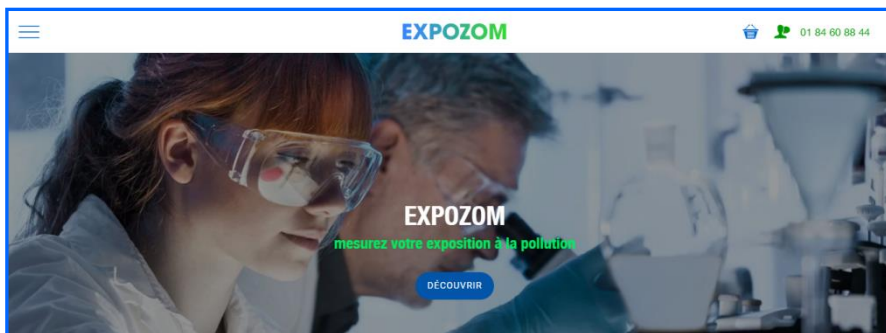 EXPOZOM
01 84 60 88 44
EXPOZOM
mesurez votre exposition à la pollution
DÉCOUVRIR